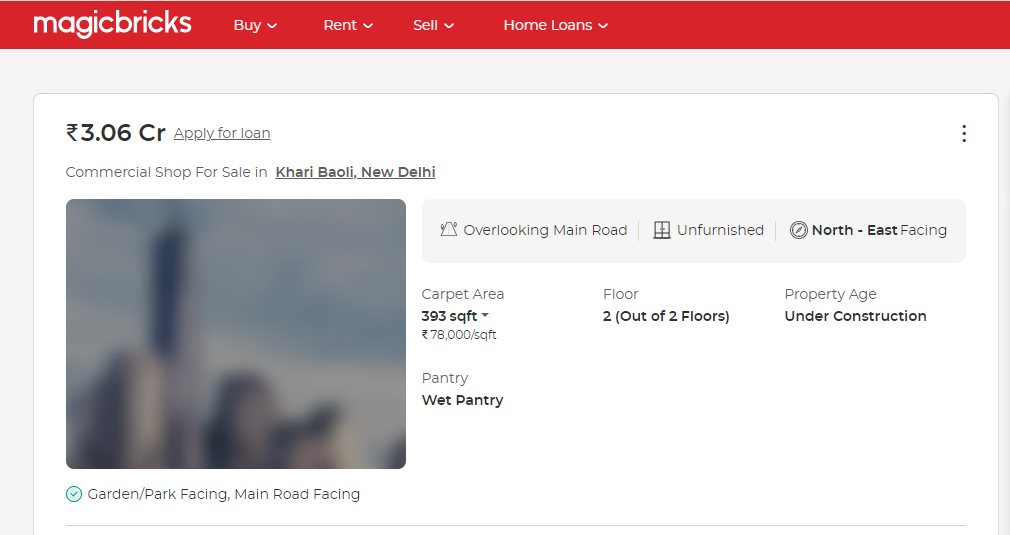 magicbricks Buy Rent Sell Home Loans
₹3.06 Cr Apply for loan
Commercial Shop For Sale in Khari Baoli, New Delhi
Overlooking Main Road Unfurnished North - East Facing
Carpet Area Floor Property Age
393 sqft 2 (Out of 2 Floors) Under Construction
₹ 78,000/sqft
Pantry
Wet Pantry
Garden/Park Facing, Main Road Facing